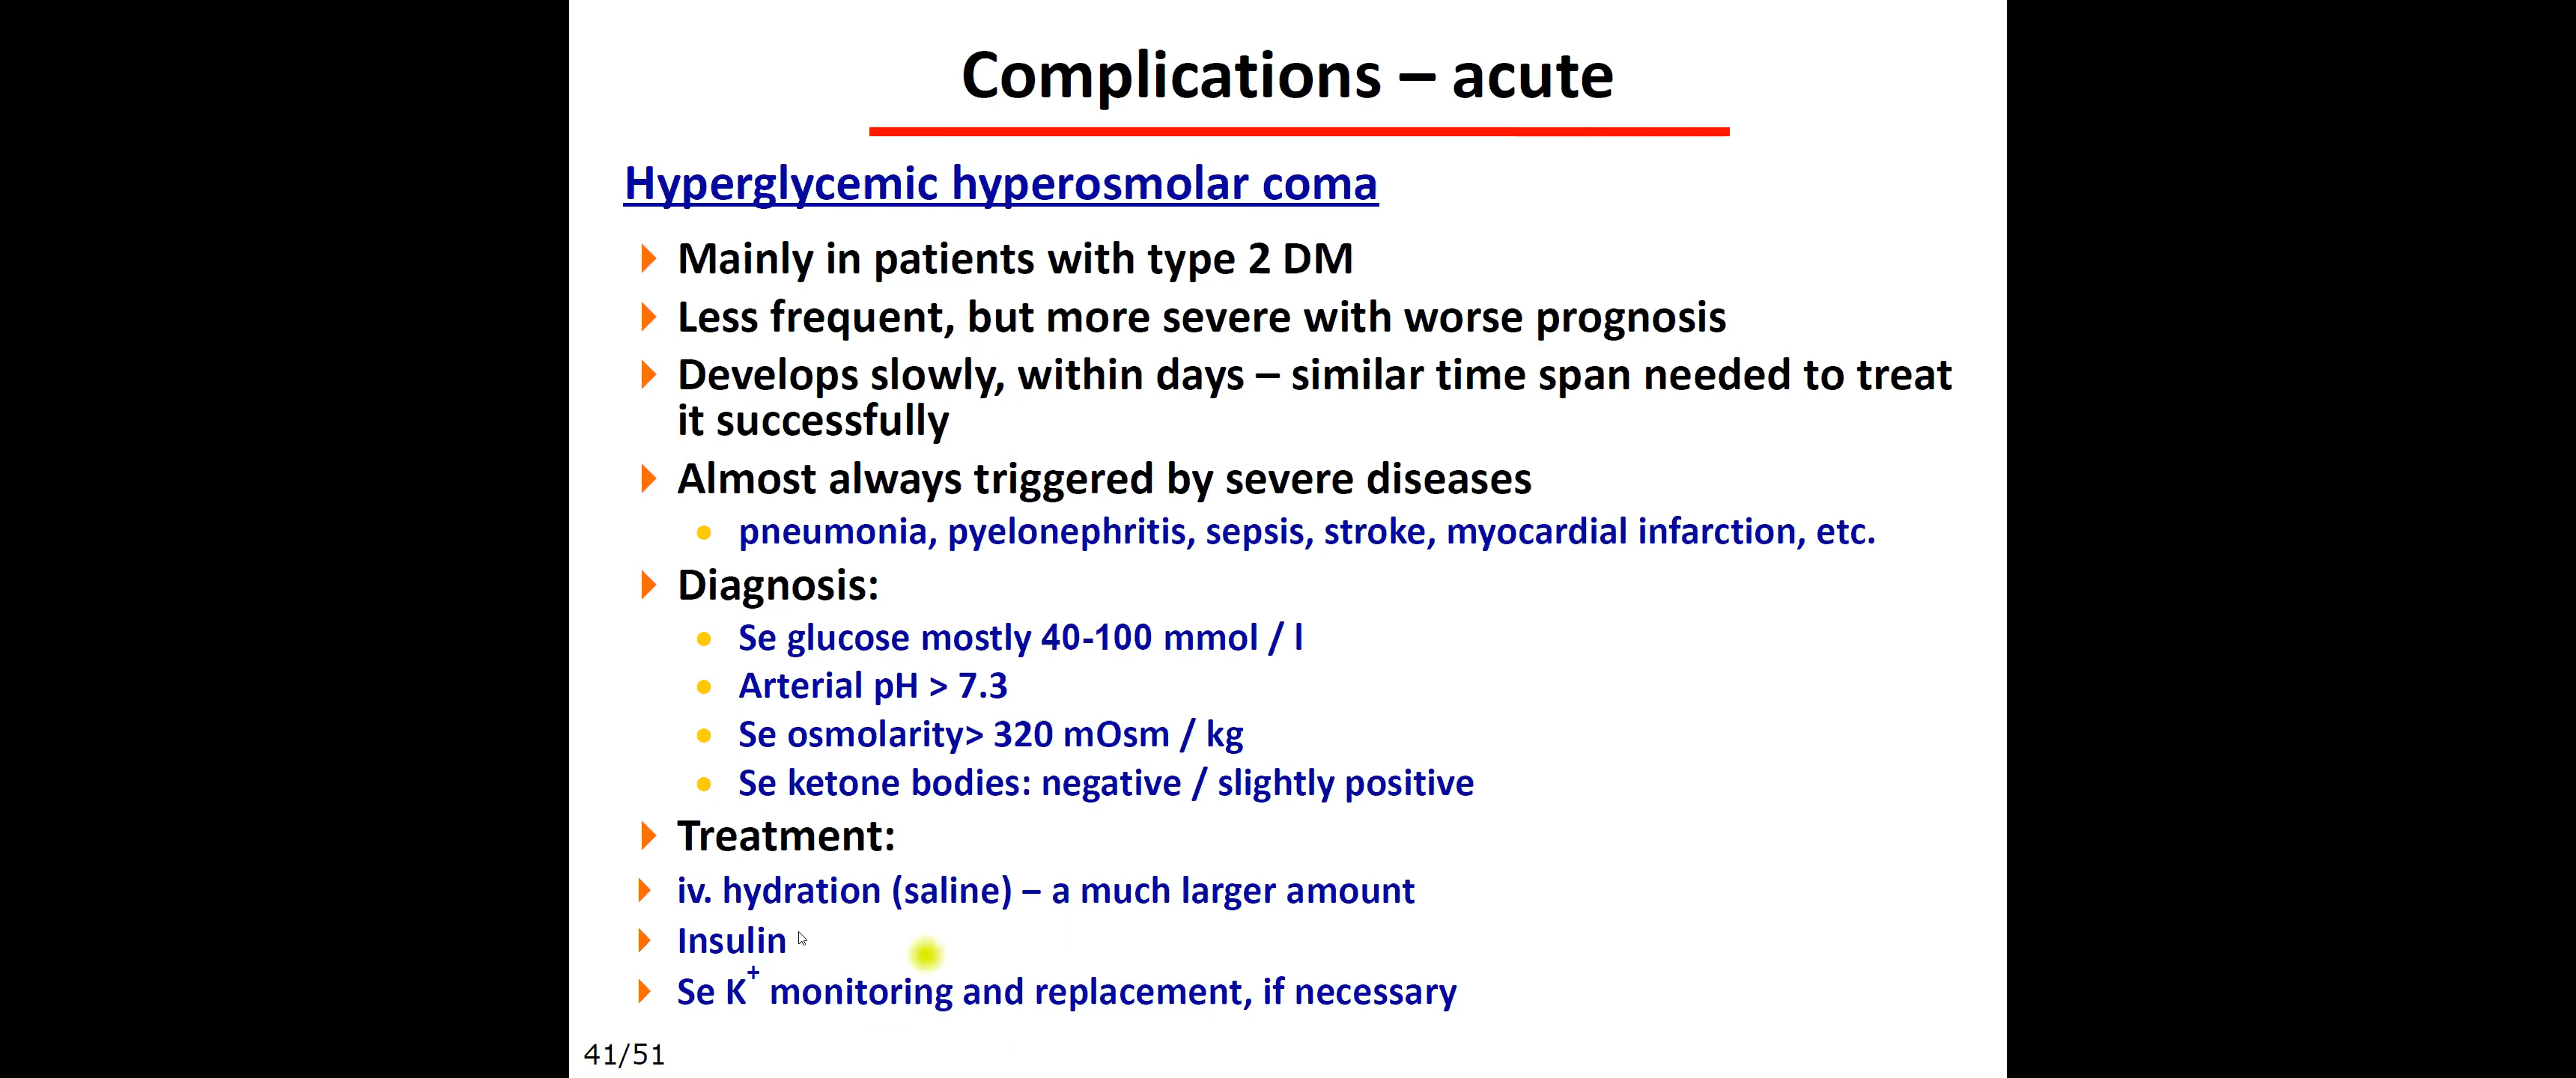 Complications – acute
Hyperglycemic hyperosmolar coma
Mainly in patients with type 2 DM
Less frequent, but more severe with worse prognosis
Develops slowly, within days – similar time span needed to treat
it successfully
Almost always triggered by severe diseases
pneumonia, pyelonephritis, sepsis, stroke, myocardial infarction, etc.
Diagnosis:
Se glucose mostly 40-100 mmol / l
Arterial pH > 7.3
Se osmolarity> 320 mOsm / kg
Se ketone bodies: negative / slightly positive
Treatment:
iv. hydration (saline) – a much larger amount
Insulin
Se K⁺ monitoring and replacement, if necessary
41/51